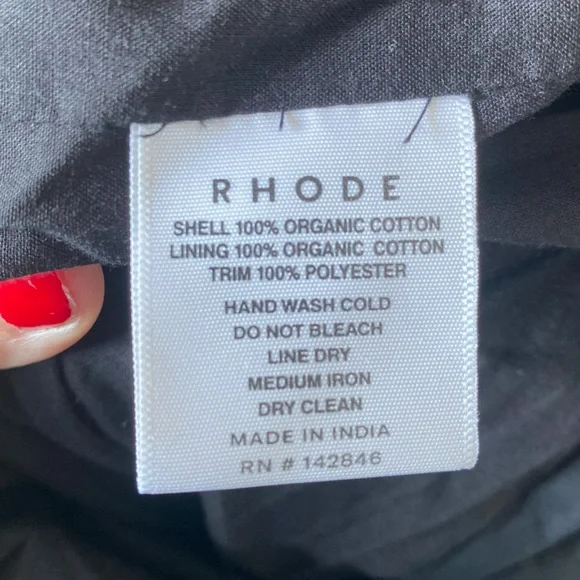 RHODE
SHELL 100% ORGANIC COTTON
LINING 100% ORGANIC COTTON
TRIM 100% POLYESTER
HAND WASH COLD
DO NOT BLEACH
LINE DRY
MEDIUM IRON
DRY CLEAN
MADE IN INDIA
RN # 142846